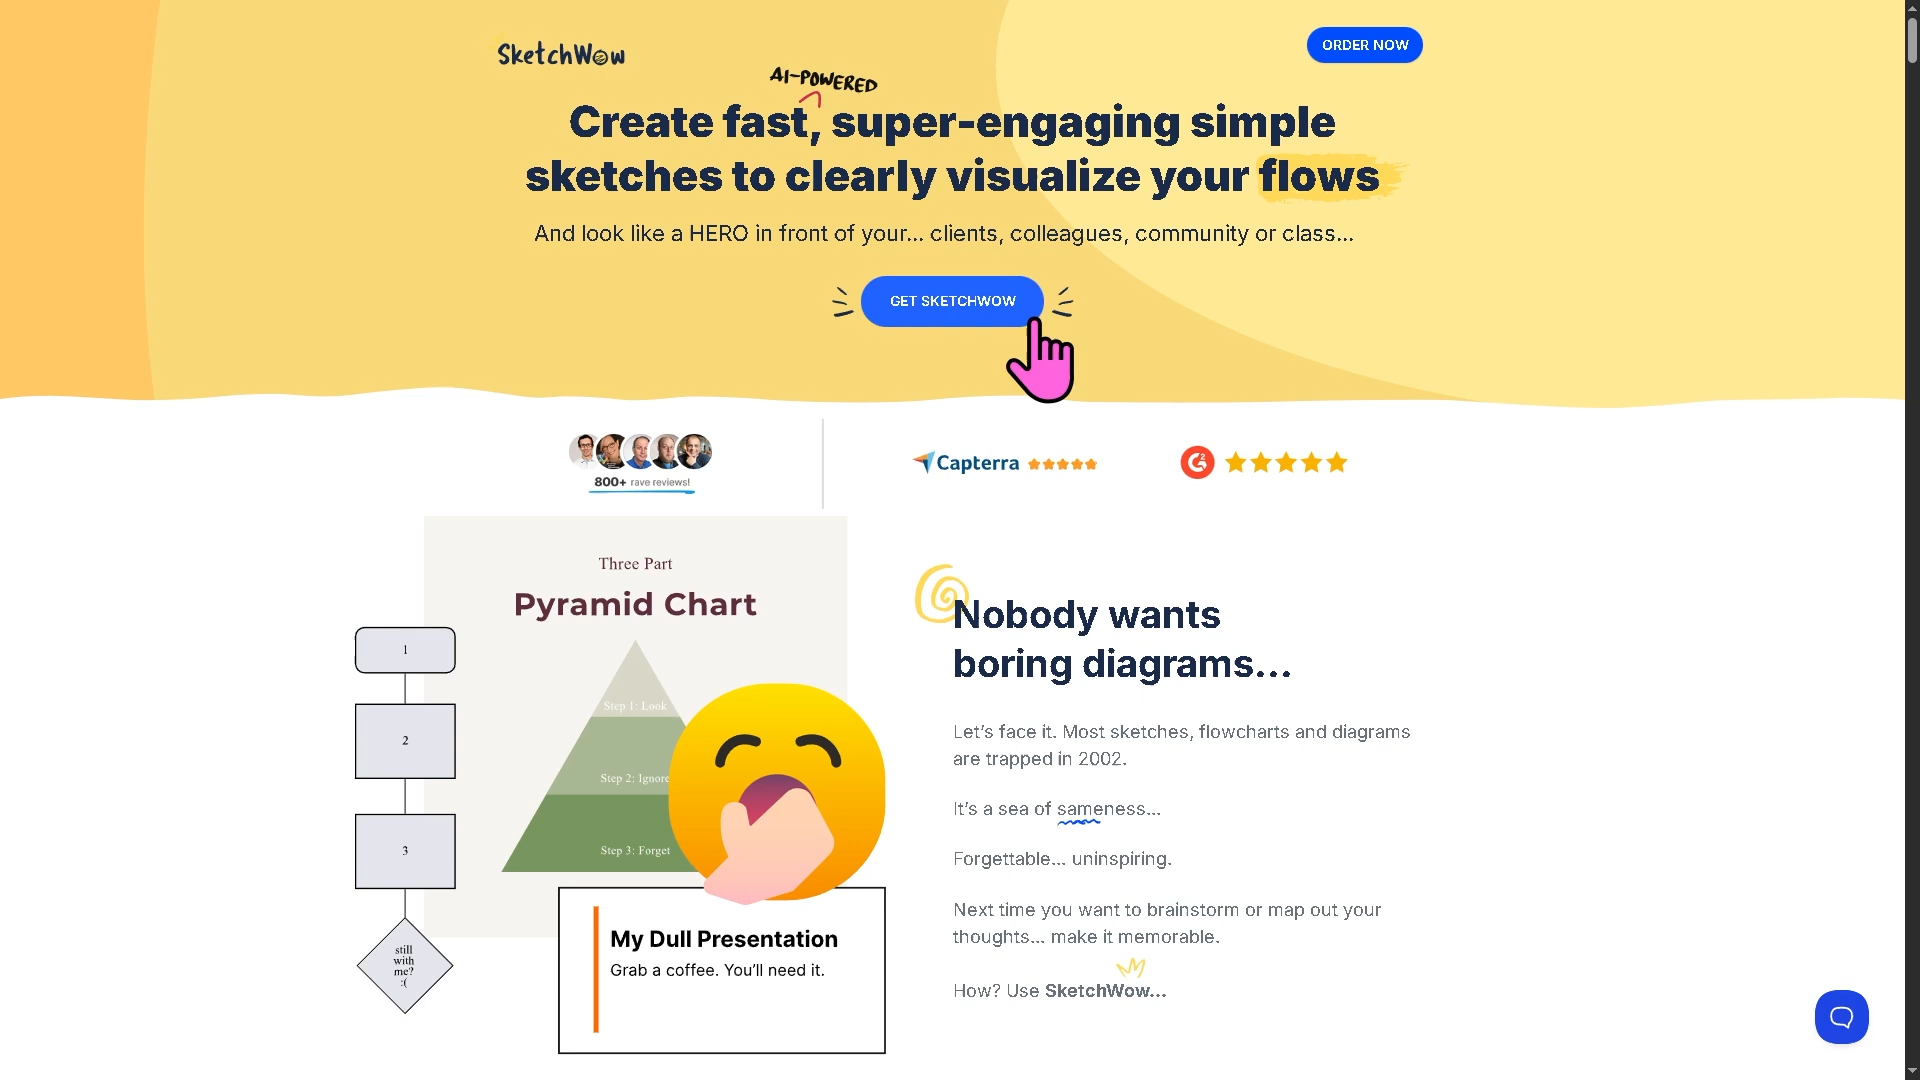 SketchWow
ORDER NOW
AI-POWERED
Create fast, super-engaging simple
sketches to clearly visualize your flows
And look like a HERO in front of your... clients, colleagues, community or class...
GET SKETCHWOW
800+ rave reviews!
Capterra
G2
Three Part
Pyramid Chart
Step 1: Look
Step 2: Ignore
Step 3: Forget
1
2
3
still
with
me?
:(
My Dull Presentation
Grab a coffee. You’ll need it.
Nobody wants
boring diagrams...
Let’s face it. Most sketches, flowcharts and diagrams
are trapped in 2002.
It’s a sea of sameness...
Forgettable... uninspiring.
Next time you want to brainstorm or map out your
thoughts... make it memorable.
How? Use SketchWow...